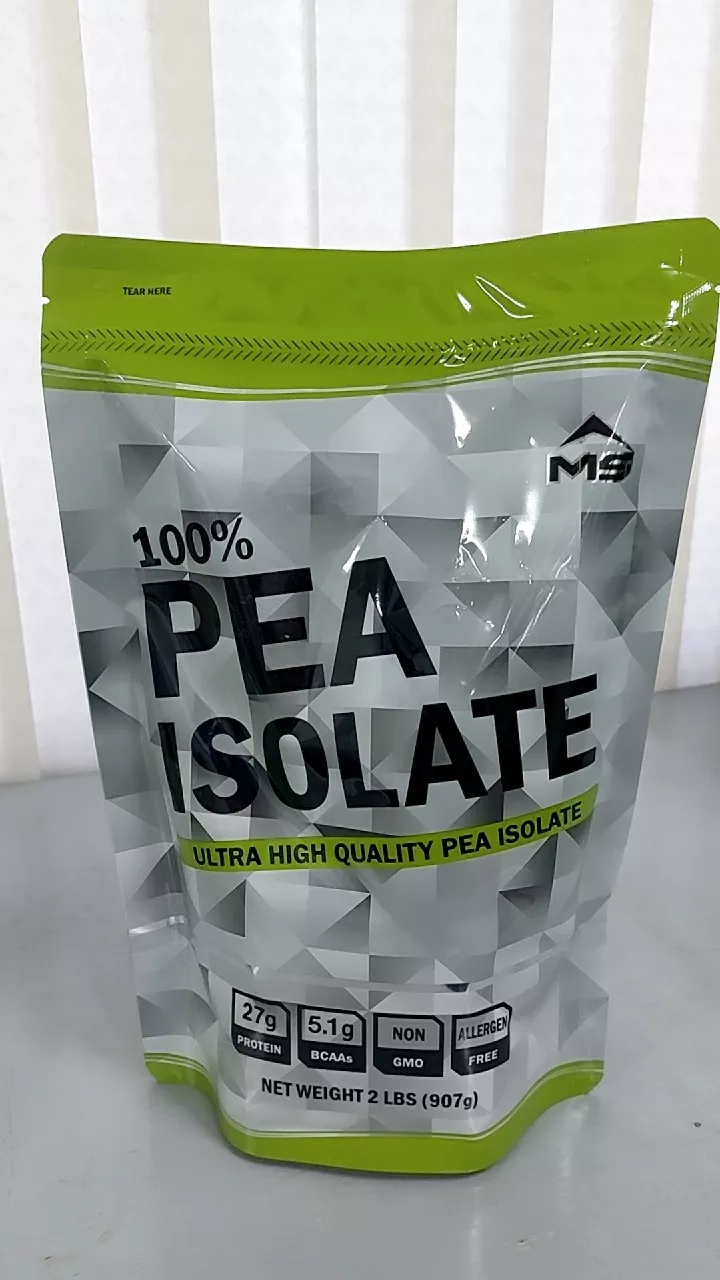 TEAR HERE
MS
100%
PEA
ISOLATE
ULTRA HIGH QUALITY PEA ISOLATE
27g
PROTEIN
5.1g
BCAAs
NON
GMO
ALLERGEN
FREE
NET WEIGHT 2 LBS (907g)